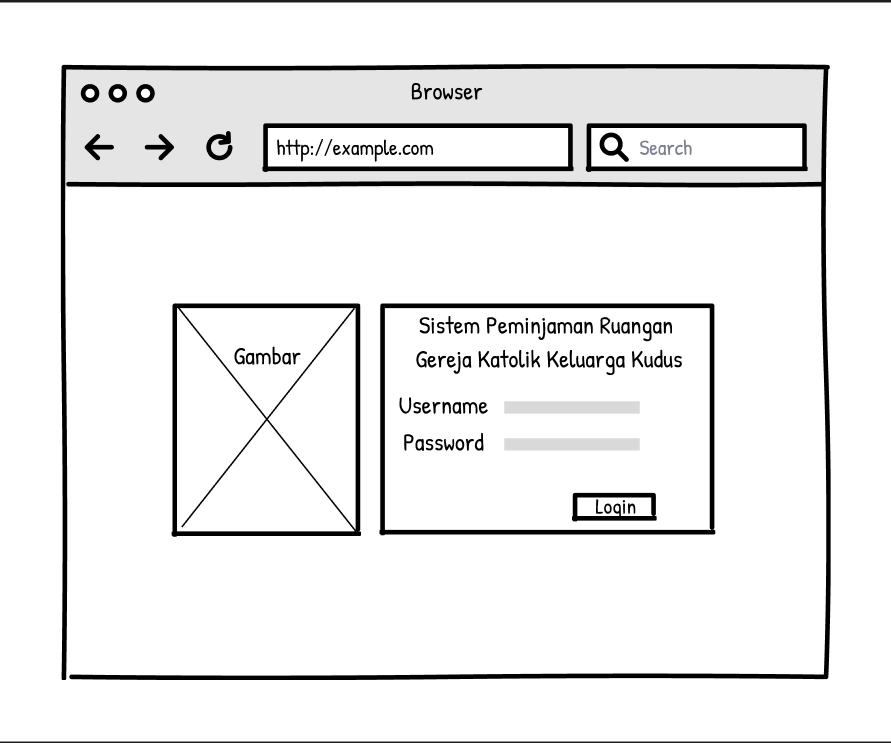 Browser
http://example.com
Search
Gambar
Sistem Peminjaman Ruangan
Gereja Katolik Keluarga Kudus
Username
Password
Login